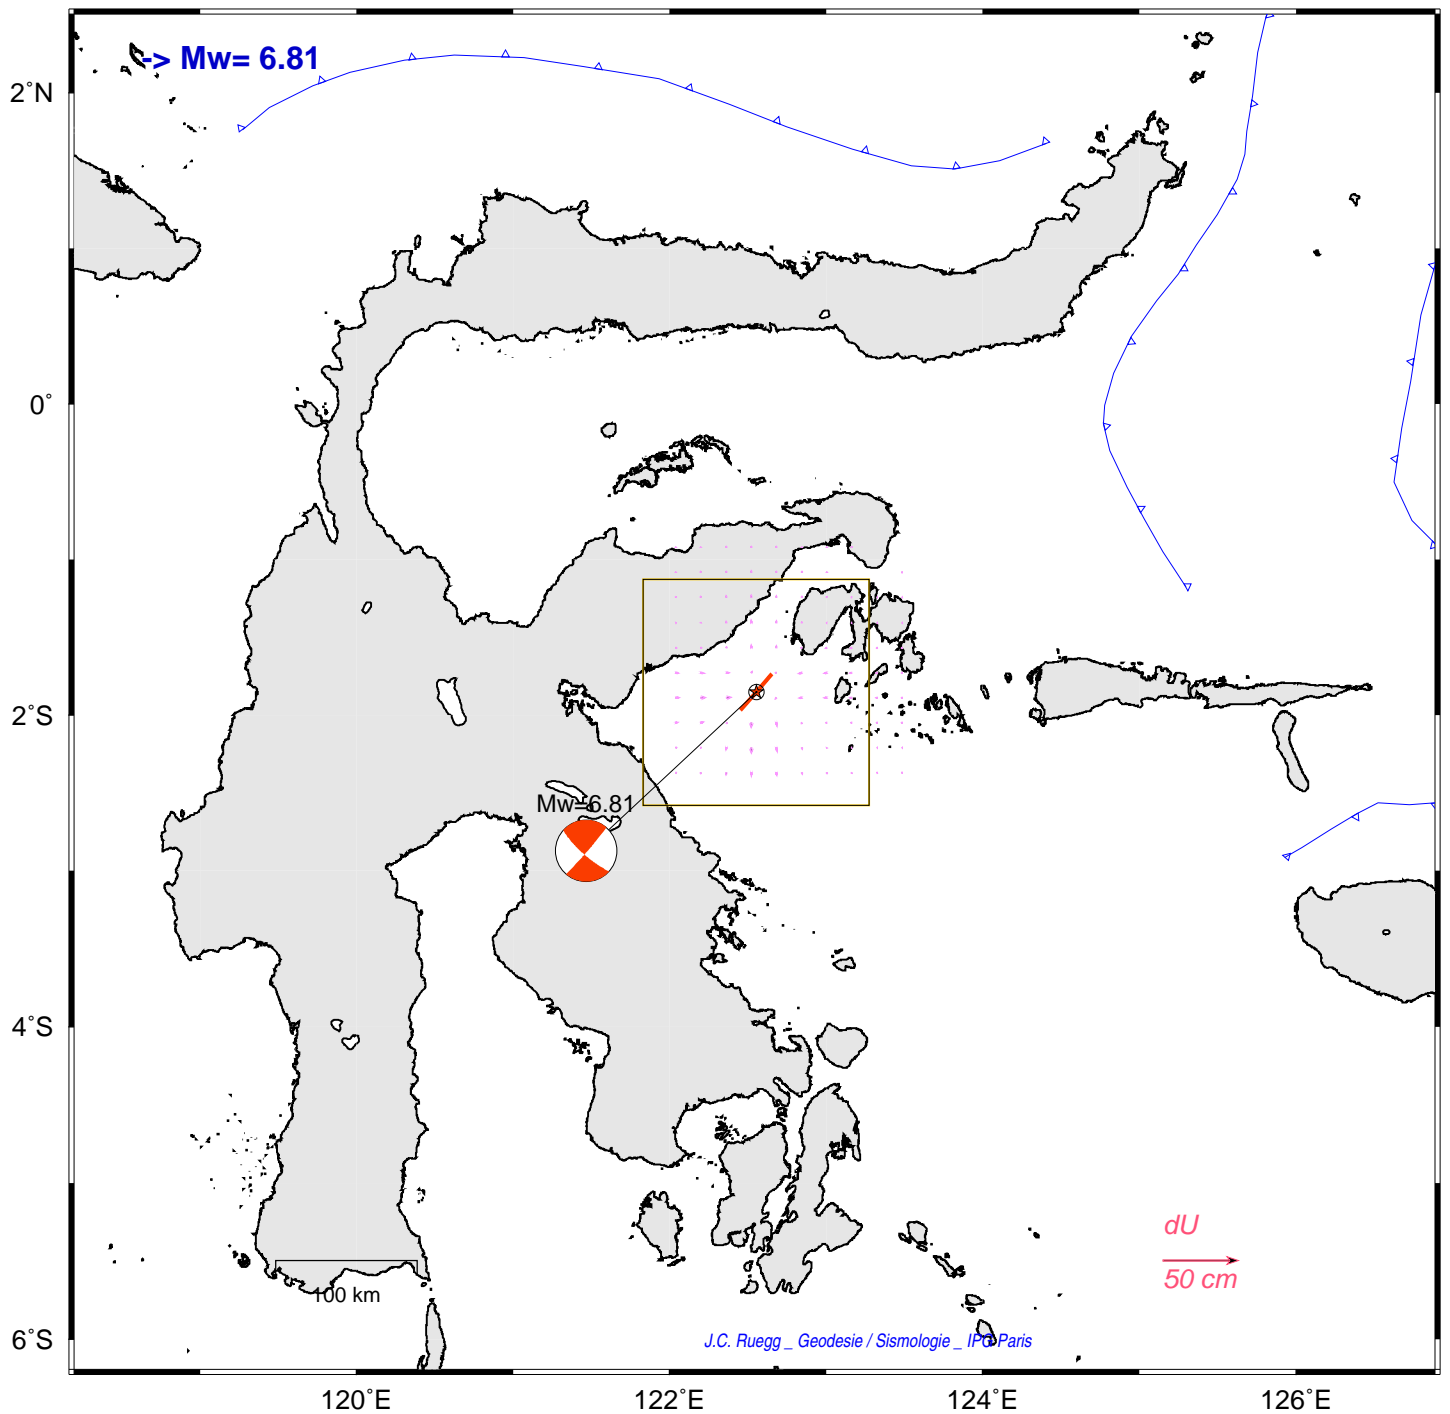 -> Mw= 6.81
2°N
0°
2°S
Mw=6.81
4°S
dU
50 cm
100 km
J.C. Ruegg _ Geodesie / Sismologie _ IPG Paris
6°S
120°E
122°E
124°E
126°E